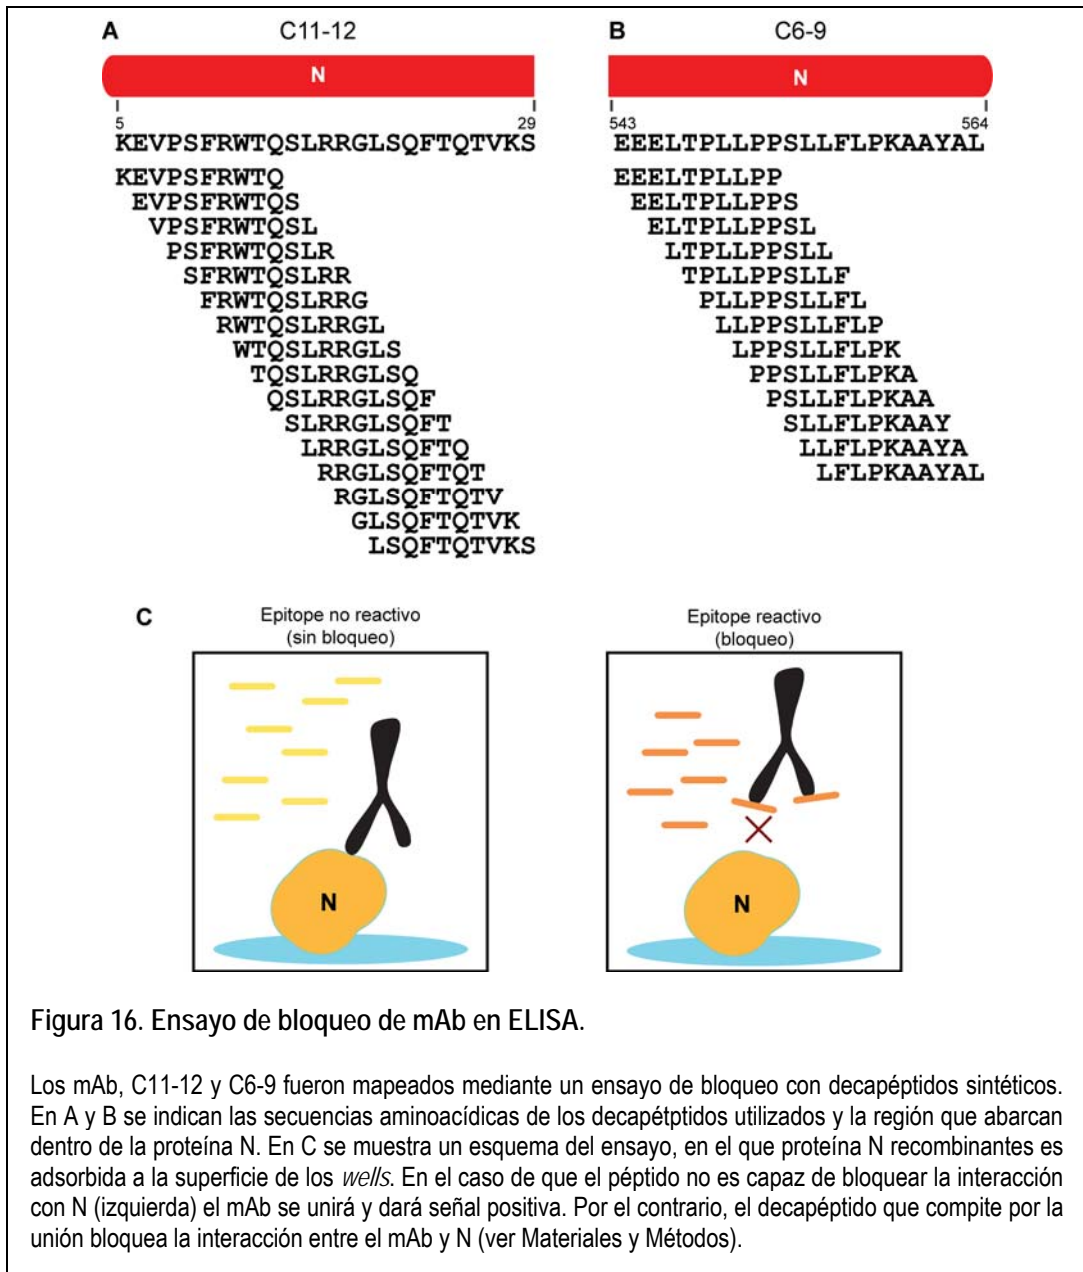 A C11-12
N
5 29
KEVPSFRWTQSLRRGLSQFTQTVKS
KEVPSFRWTQ
EVPSFRWTQS
VPSFRWTQSL
PSFRWTQSLR
SFRWTQSLRR
FRWTQSLRRG
RWTQSLRRGL
WTQSLRRGLS
TQSLRRGLSQ
QSLRRGLSQF
SLRRGLSQFT
LRRGLSQFTQ
RRGLSQFTQT
RGLSQFTQTV
GLSQFTQTVK
LSQFTQTVKS
B C6-9
N
543 564
EEELTPLLPPSLLFLPKAAYAL
EEELTPLLPP
EELTPLLPPS
ELTPLLPPSL
LTPLLPPSLL
TPLLPPSLLF
PLLPPSLLFL
LLPPSLLFLP
LPPSLLFLPK
PPSLLFLPKA
PSLLFLPKAA
SLLFLPKAAY
LLFLPKAAYA
LFLPKAAYAL
C
Epitope no reactivo
(sin bloqueo)
N
Epitope reactivo
(bloqueo)
N
Figura 16. Ensayo de bloqueo de mAb en ELISA.
Los mAb, C11-12 y C6-9 fueron mapeados mediante un ensayo de bloqueo con decapéptidos sintéticos.
En A y B se indican las secuencias aminoacídicas de los decapétptidos utilizados y la región que abarcan
dentro de la proteína N. En C se muestra un esquema del ensayo, en el que proteína N recombinantes es
adsorbida a la superficie de los wells. En el caso de que el péptido no es capaz de bloquear la interacción
con N (izquierda) el mAb se unirá y dará señal positiva. Por el contrario, el decapéptido que compite por la
unión bloquea la interacción entre el mAb y N (ver Materiales y Métodos).